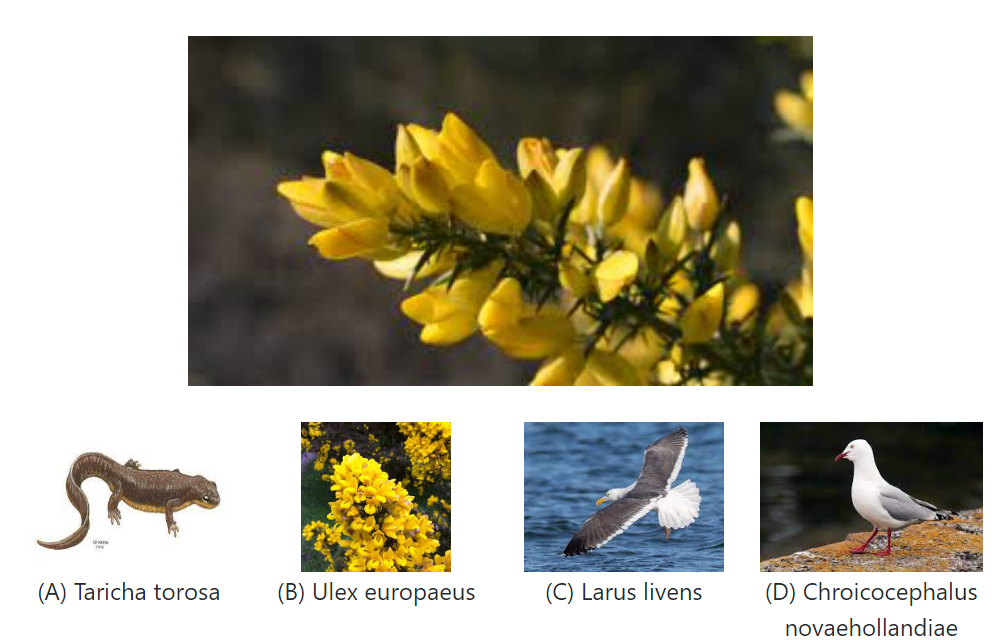 (A) Taricha torosa
(B) Ulex europaeus
(C) Larus livens
(D) Chroicocephalus
novaehollandiae